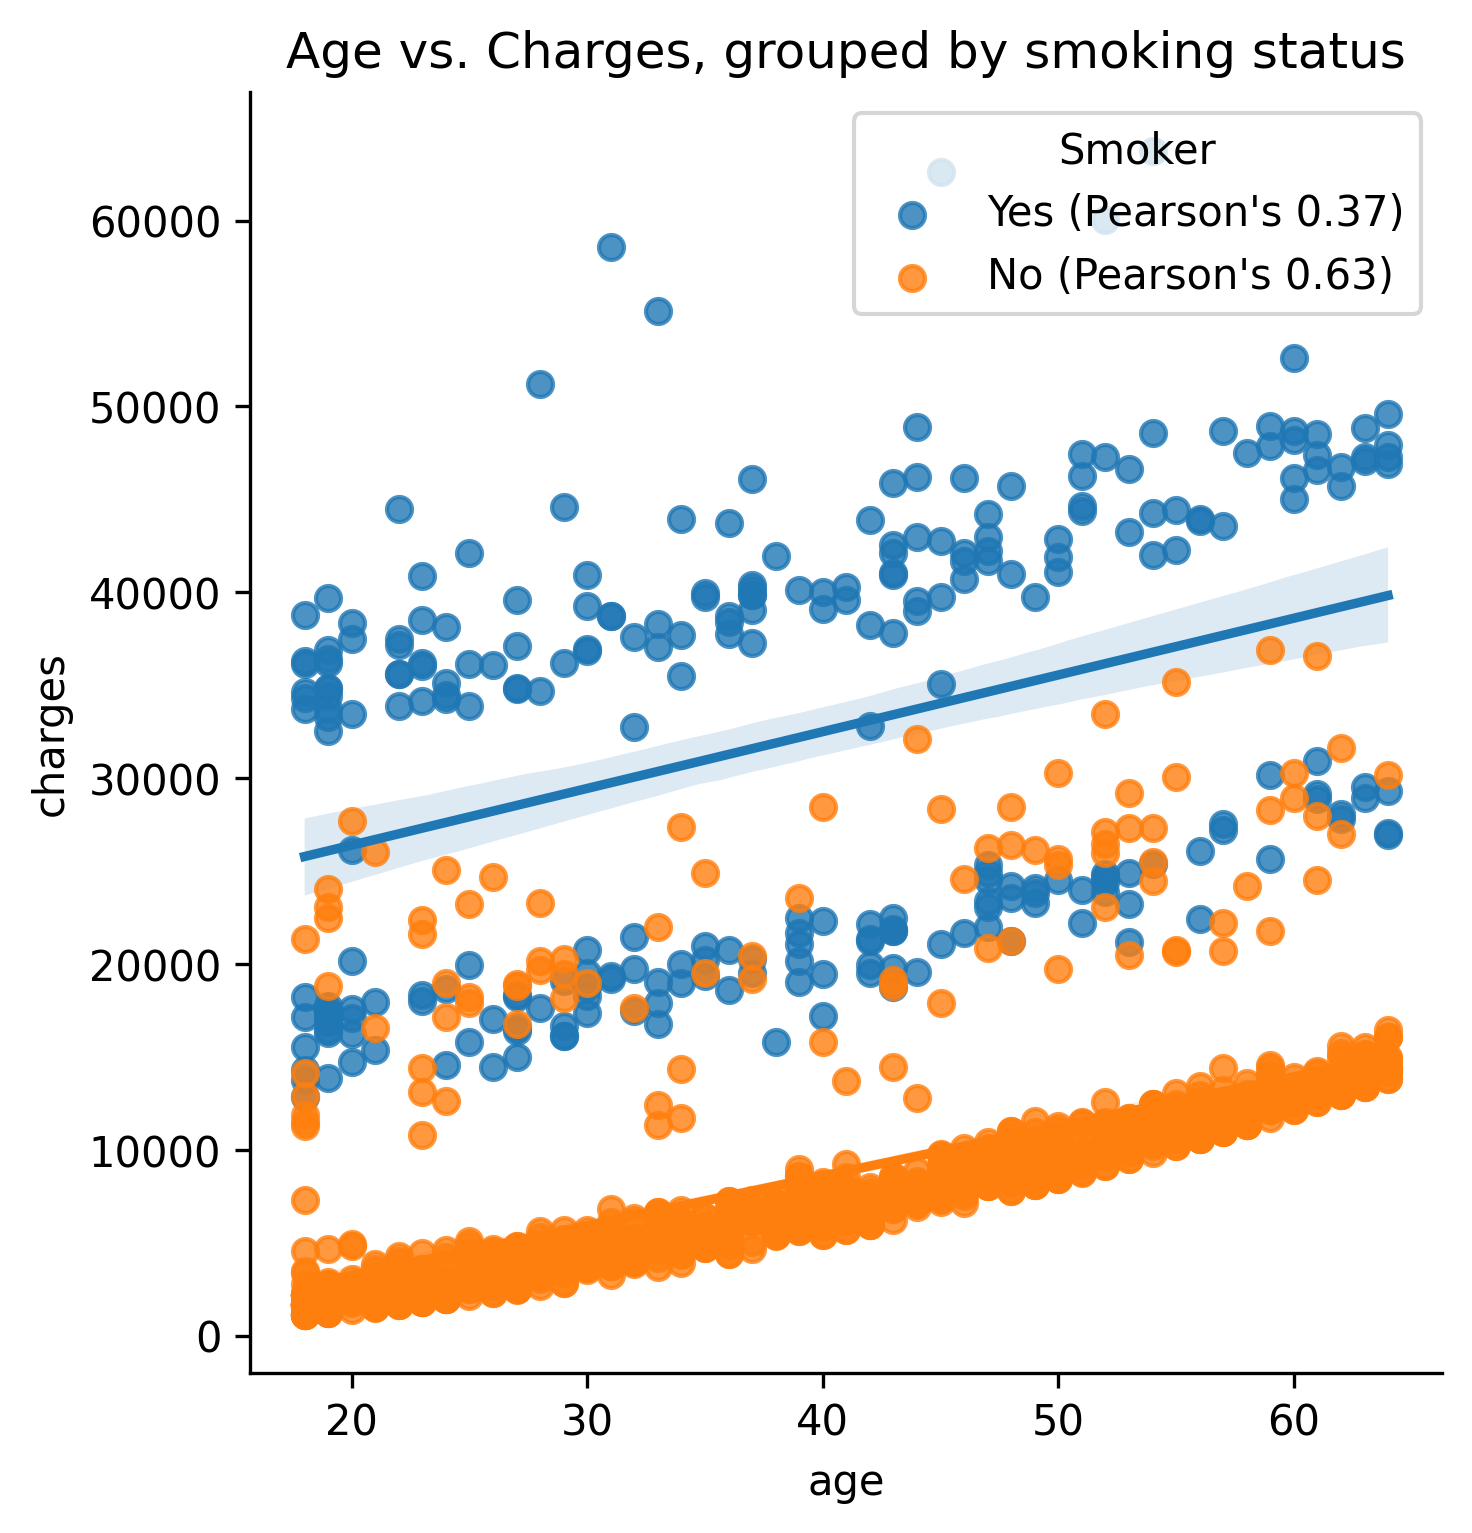 Age vs. Charges, grouped by smoking status
Smoker
Yes (Pearson's 0.37)
No (Pearson's 0.63)
60000
50000
40000
30000
20000
10000
0
charges
20 30 40 50 60
age